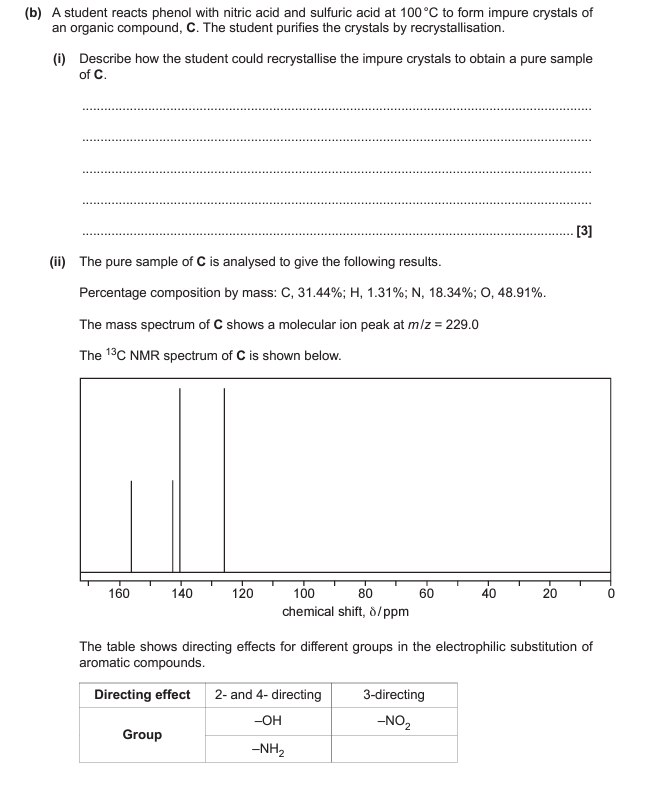 (b) A student reacts phenol with nitric acid and sulfuric acid at 100 °C to form impure crystals of
an organic compound, C. The student purifies the crystals by recrystallisation.
(i) Describe how the student could recrystallise the impure crystals to obtain a pure sample
of C.
..........................................................................................................................................
..........................................................................................................................................
..........................................................................................................................................
..........................................................................................................................................
..................................................................................................................................... [3]
(ii) The pure sample of C is analysed to give the following results.
Percentage composition by mass: C, 31.44%; H, 1.31%; N, 18.34%; O, 48.91%.
The mass spectrum of C shows a molecular ion peak at m/z = 229.0
The ¹³C NMR spectrum of C is shown below.
160 140 120 100 80 60 40 20 0
chemical shift, δ/ppm
The table shows directing effects for different groups in the electrophilic substitution of
aromatic compounds.
Directing effect 2- and 4- directing 3-directing
Group –OH –NO₂
–NH₂